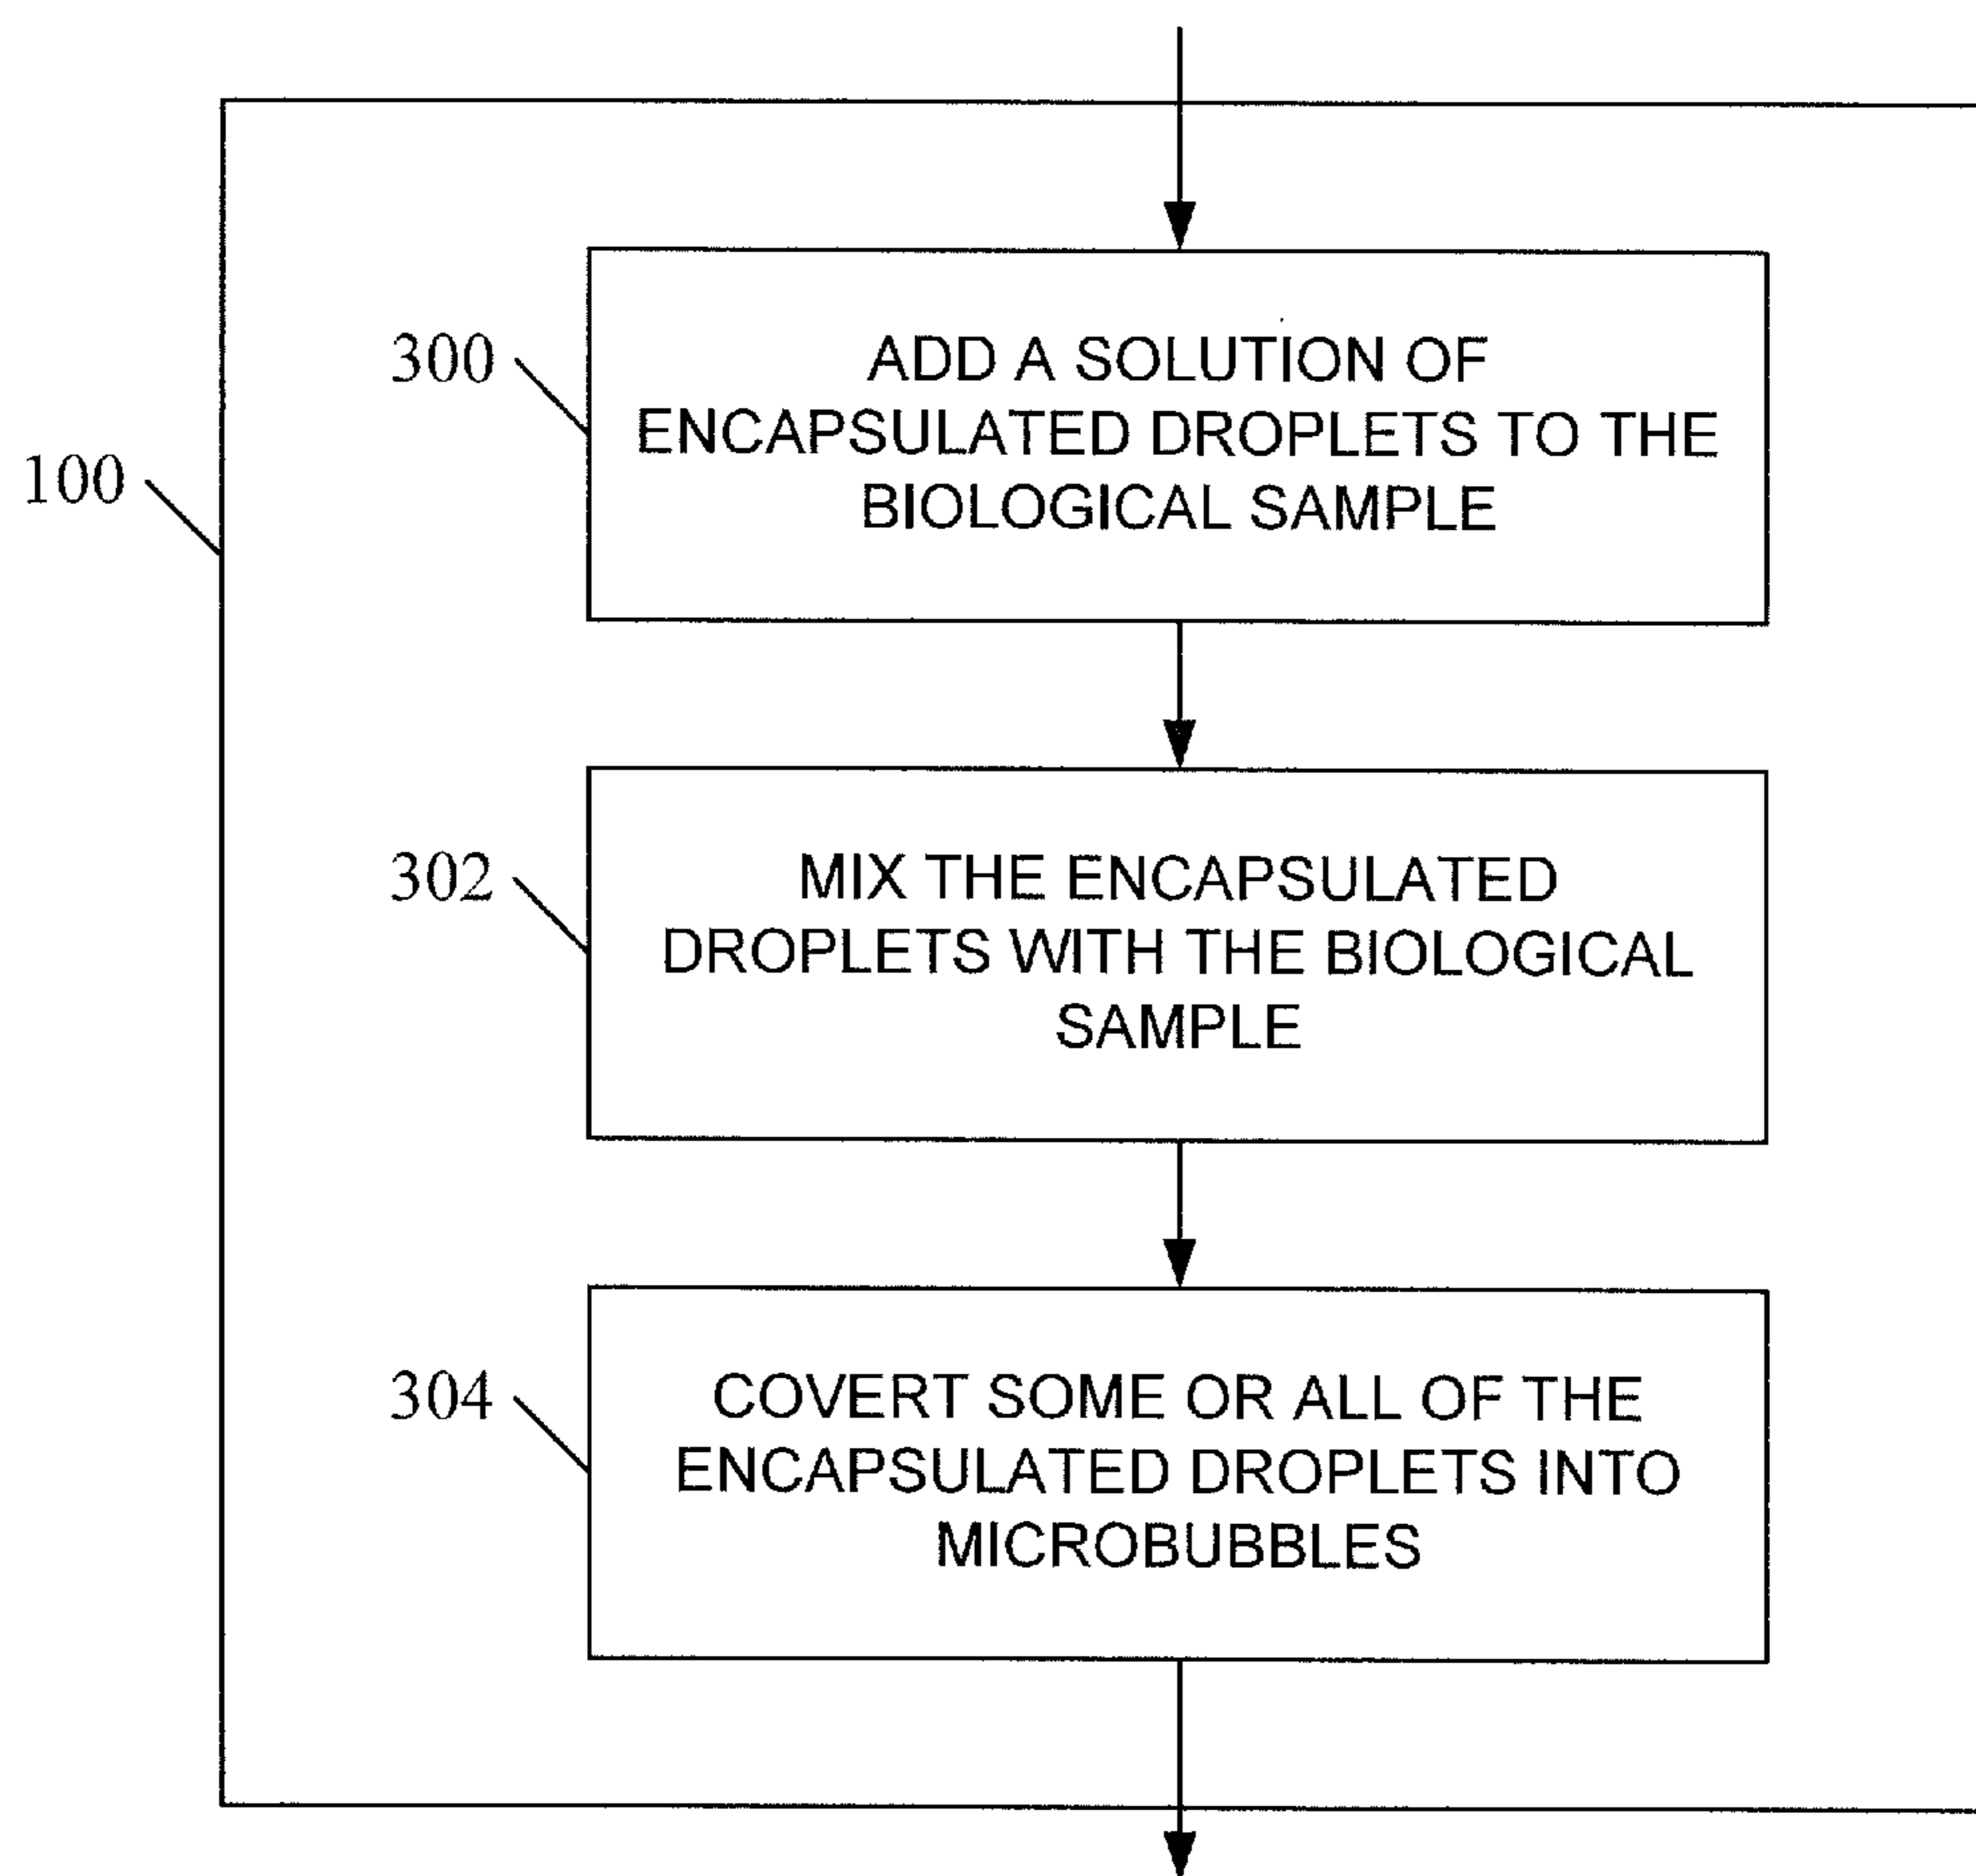 300
ADD A SOLUTION OF
ENCAPSULATED DROPLETS TO THE
BIOLOGICAL SAMPLE
100
302
MIX THE ENCAPSULATED
DROPLETS WITH THE BIOLOGICAL
SAMPLE
304
COVERT SOME OR ALL OF THE
ENCAPSULATED DROPLETS INTO
MICROBUBBLES